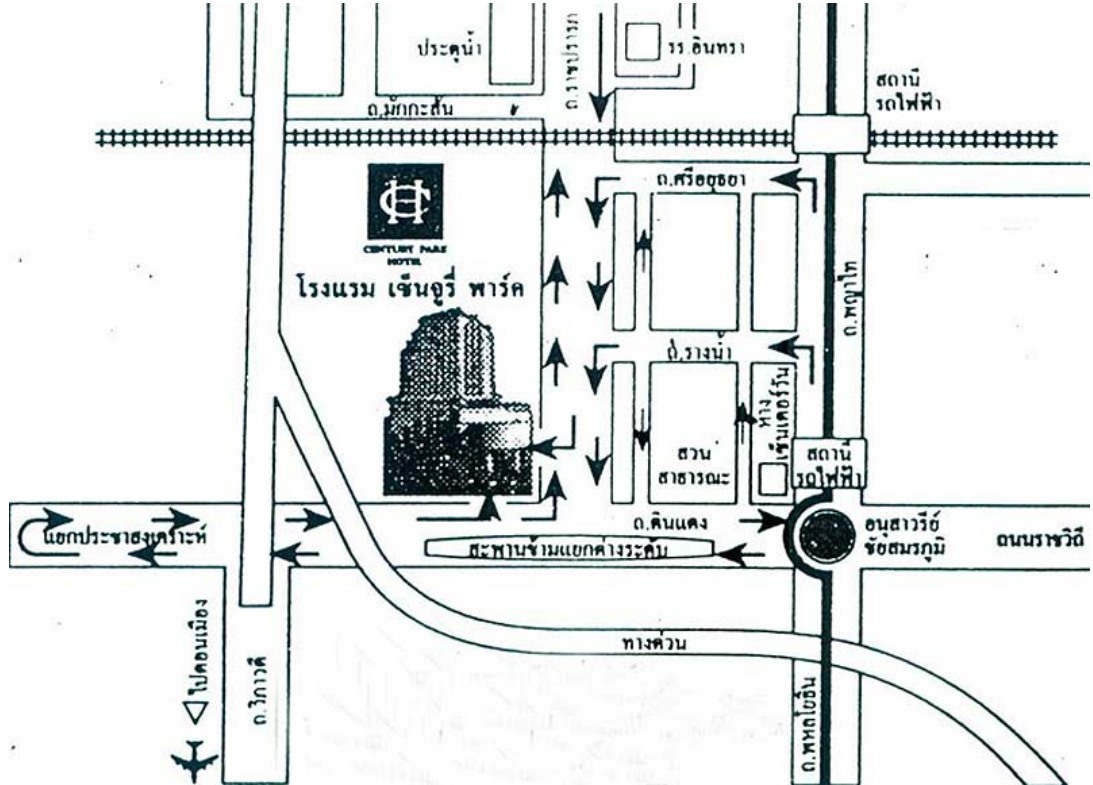 ประตูน้ำ
ถ.ราชปรารภ
รร.อินทรา
สถานี
รถไฟฟ้า
ถ.มักกะสัน
ถ.ศรีอยุธยา
CH
CENTURY PARK
HOTEL
โรงแรม เซ็นจูรี่ พาร์ค
ถ.พญาไท
ถ.รางน้ำ
ห้าง
เซ็นเตอร์วัน
สวน
สาธารณะ
สถานี
รถไฟฟ้า
ถ.ดินแดง
อนุสาวรีย์
ชัยสมรภูมิ
ถนนราชวิถี
แยกประชาสงเคราะห์
สะพานข้ามแยกต่างระดับ
ทางด่วน
ไปดอนเมือง
ถ.วิภาวดี
ถ.พหลโยธิน